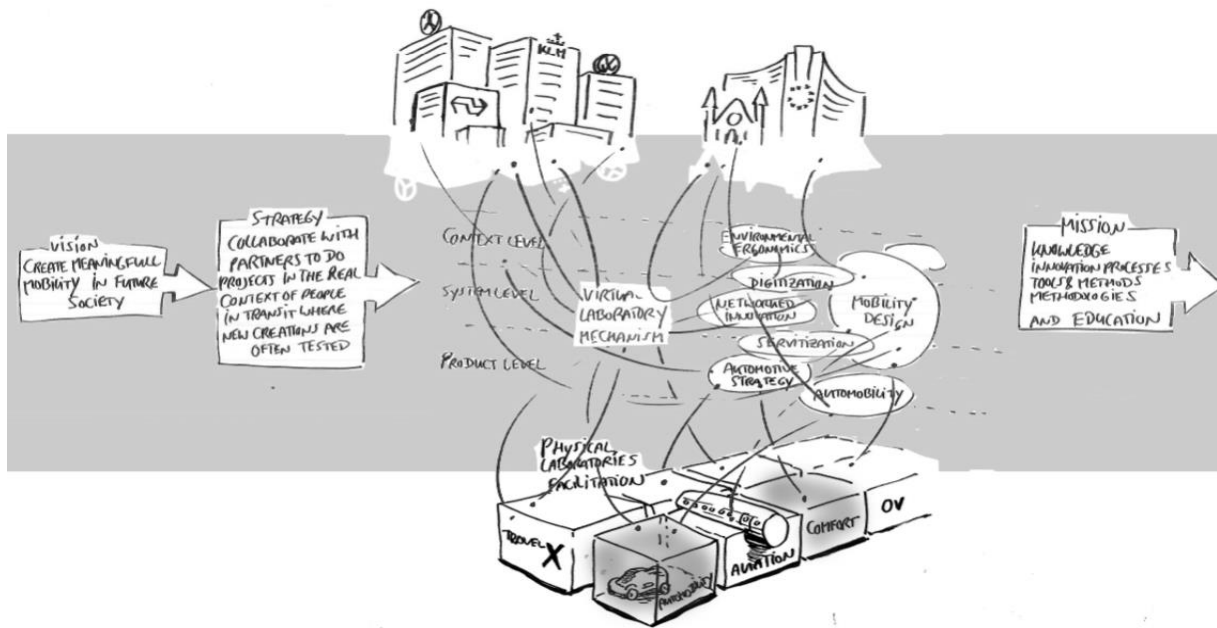 KLM
VISION
CREATE MEANINGFULL
MOBILITY IN FUTURE
SOCIETY
STRATEGY
COLLABORATE WITH
PARTNERS TO DO
PROJECTS IN THE REAL
CONTEXT OF PEOPLE
IN TRANSIT WHERE
NEW CREATIONS ARE
OFTEN TESTED
CONTEXT LEVEL
SYSTEM LEVEL
PRODUCT LEVEL
VIRTUAL
LABORATORY
MECHANISM
ENVIRONMENTAL
ERGONOMICS
DIGITIZATION
NETWORKED
INNOVATION
SERVITIZATION
AUTOMOTIVE
STRATEGY
AUTOMOBILITY
MOBILITY
DESIGN
MISSION
KNOWLEDGE
INNOVATION PROCESSES
TOOLS & METHODS
METHODOLOGIES
AND EDUCATION
PHYSICAL
LABORATORIES
FACILITATION
TRAVEL
X
AUTOMOBILITY
AVIATION
COMFORT
OV